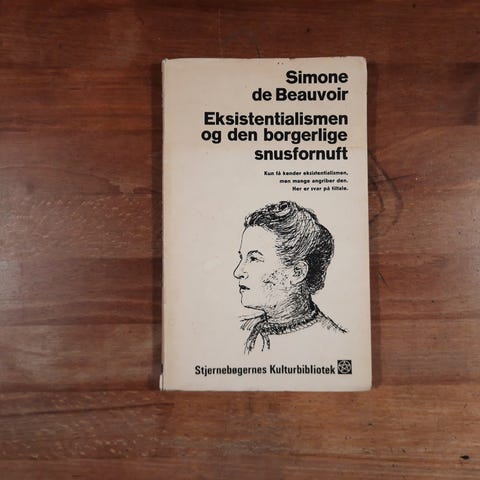 Simone
de Beauvoir
Eksistentialismen
og den borgerlige
snusfornuft
Kun få kender eksistentialismen,
men mange angriber den.
Her er svar på tiltale.
Stjernebøgernes Kulturbibliotek